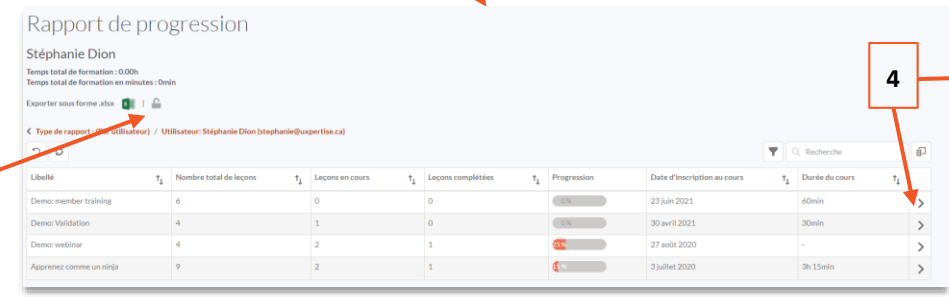 Rapport de progression
Stéphanie Dion
Temps total de formation : 0.00h
Temps total de formation en minutes : 0min
4
Exporter sous forme .xlsx |
Type de rapport : utilisateur) / Utilisateur: Stéphanie Dion (stephanie@uxpertise.ca)
Recherche
Libellé Nombre total de leçons Leçons en cours Leçons complétées Progression Date d'inscription au cours Durée du cours
Demo: member training 6 0 0 0 % 23 juin 2021 60min
Demo: Validation 4 1 0 0 % 30 avril 2021 30min
Demo: webinar 4 2 1 25 % 27 août 2020 -
Apprenez comme un ninja 9 2 1 11 % 3 juillet 2020 3h 15min